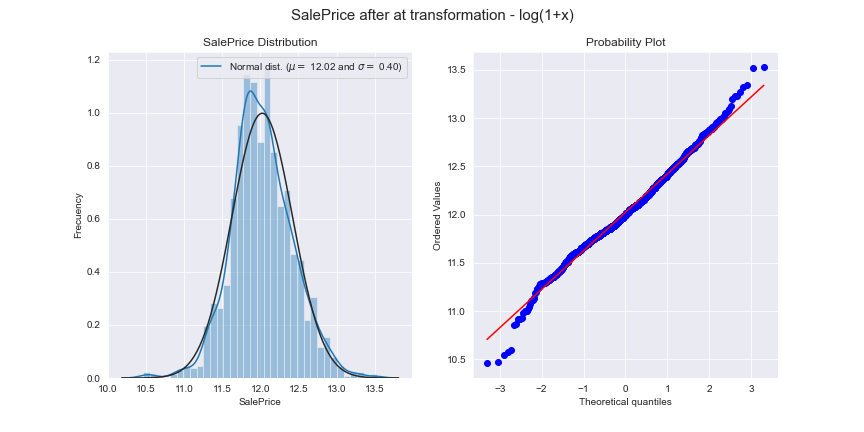 SalePrice after at transformation - log(1+x)
SalePrice Distribution
Normal dist. (μ = 12.02 and σ = 0.40)
1.2
1.0
0.8
0.6
0.4
0.2
0.0
Frecuency
10.0 10.5 11.0 11.5 12.0 12.5 13.0 13.5
SalePrice
Probability Plot
13.5
13.0
12.5
12.0
11.5
11.0
10.5
Ordered Values
−3 −2 −1 0 1 2 3
Theoretical quantiles